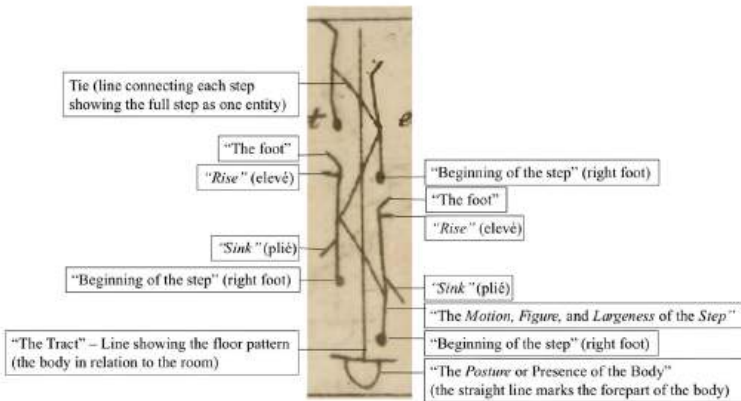 Tie (line connecting each step
showing the full step as one entity)
t
e
"The foot"
"Rise" (elevé)
"Beginning of the step" (right foot)
"The foot"
"Rise" (elevé)
"Sink" (plié)
"Beginning of the step" (right foot)
"Sink" (plié)
"The Motion, Figure, and Largeness of the Step"
"The Tract" – Line showing the floor pattern
(the body in relation to the room)
"Beginning of the step" (right foot)
"The Posture or Presence of the Body"
(the straight line marks the forepart of the body)